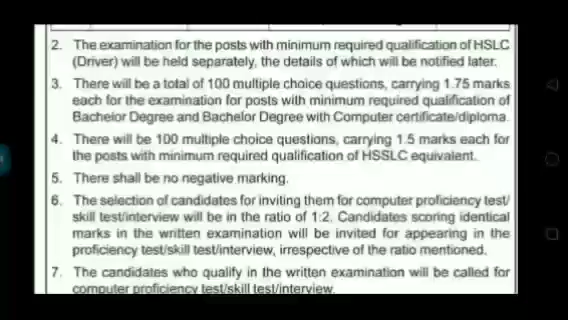 2. The examination for the posts with minimum required qualification of HSLC
(Driver) will be held separately, the details of which will be notified later.
3. There will be a total of 100 multiple choice questions, carrying 1.75 marks
each for the examination for posts with minimum required qualification of
Bachelor Degree and Bachelor Degree with Computer certificate/diploma.
4. There will be 100 multiple choice questions, carrying 1.5 marks each for
the posts with minimum required qualification of HSSLC equivalent.
5. There shall be no negative marking.
6. The selection of candidates for inviting them for computer proficiency test/
skill test/interview will be in the ratio of 1:2. Candidates scoring identical
marks in the written examination will be invited for appearing in the
proficiency test/skill test/interview, irrespective of the ratio mentioned.
7. The candidates who qualify in the written examination will be called for
computer proficiency test/skill test/interview.